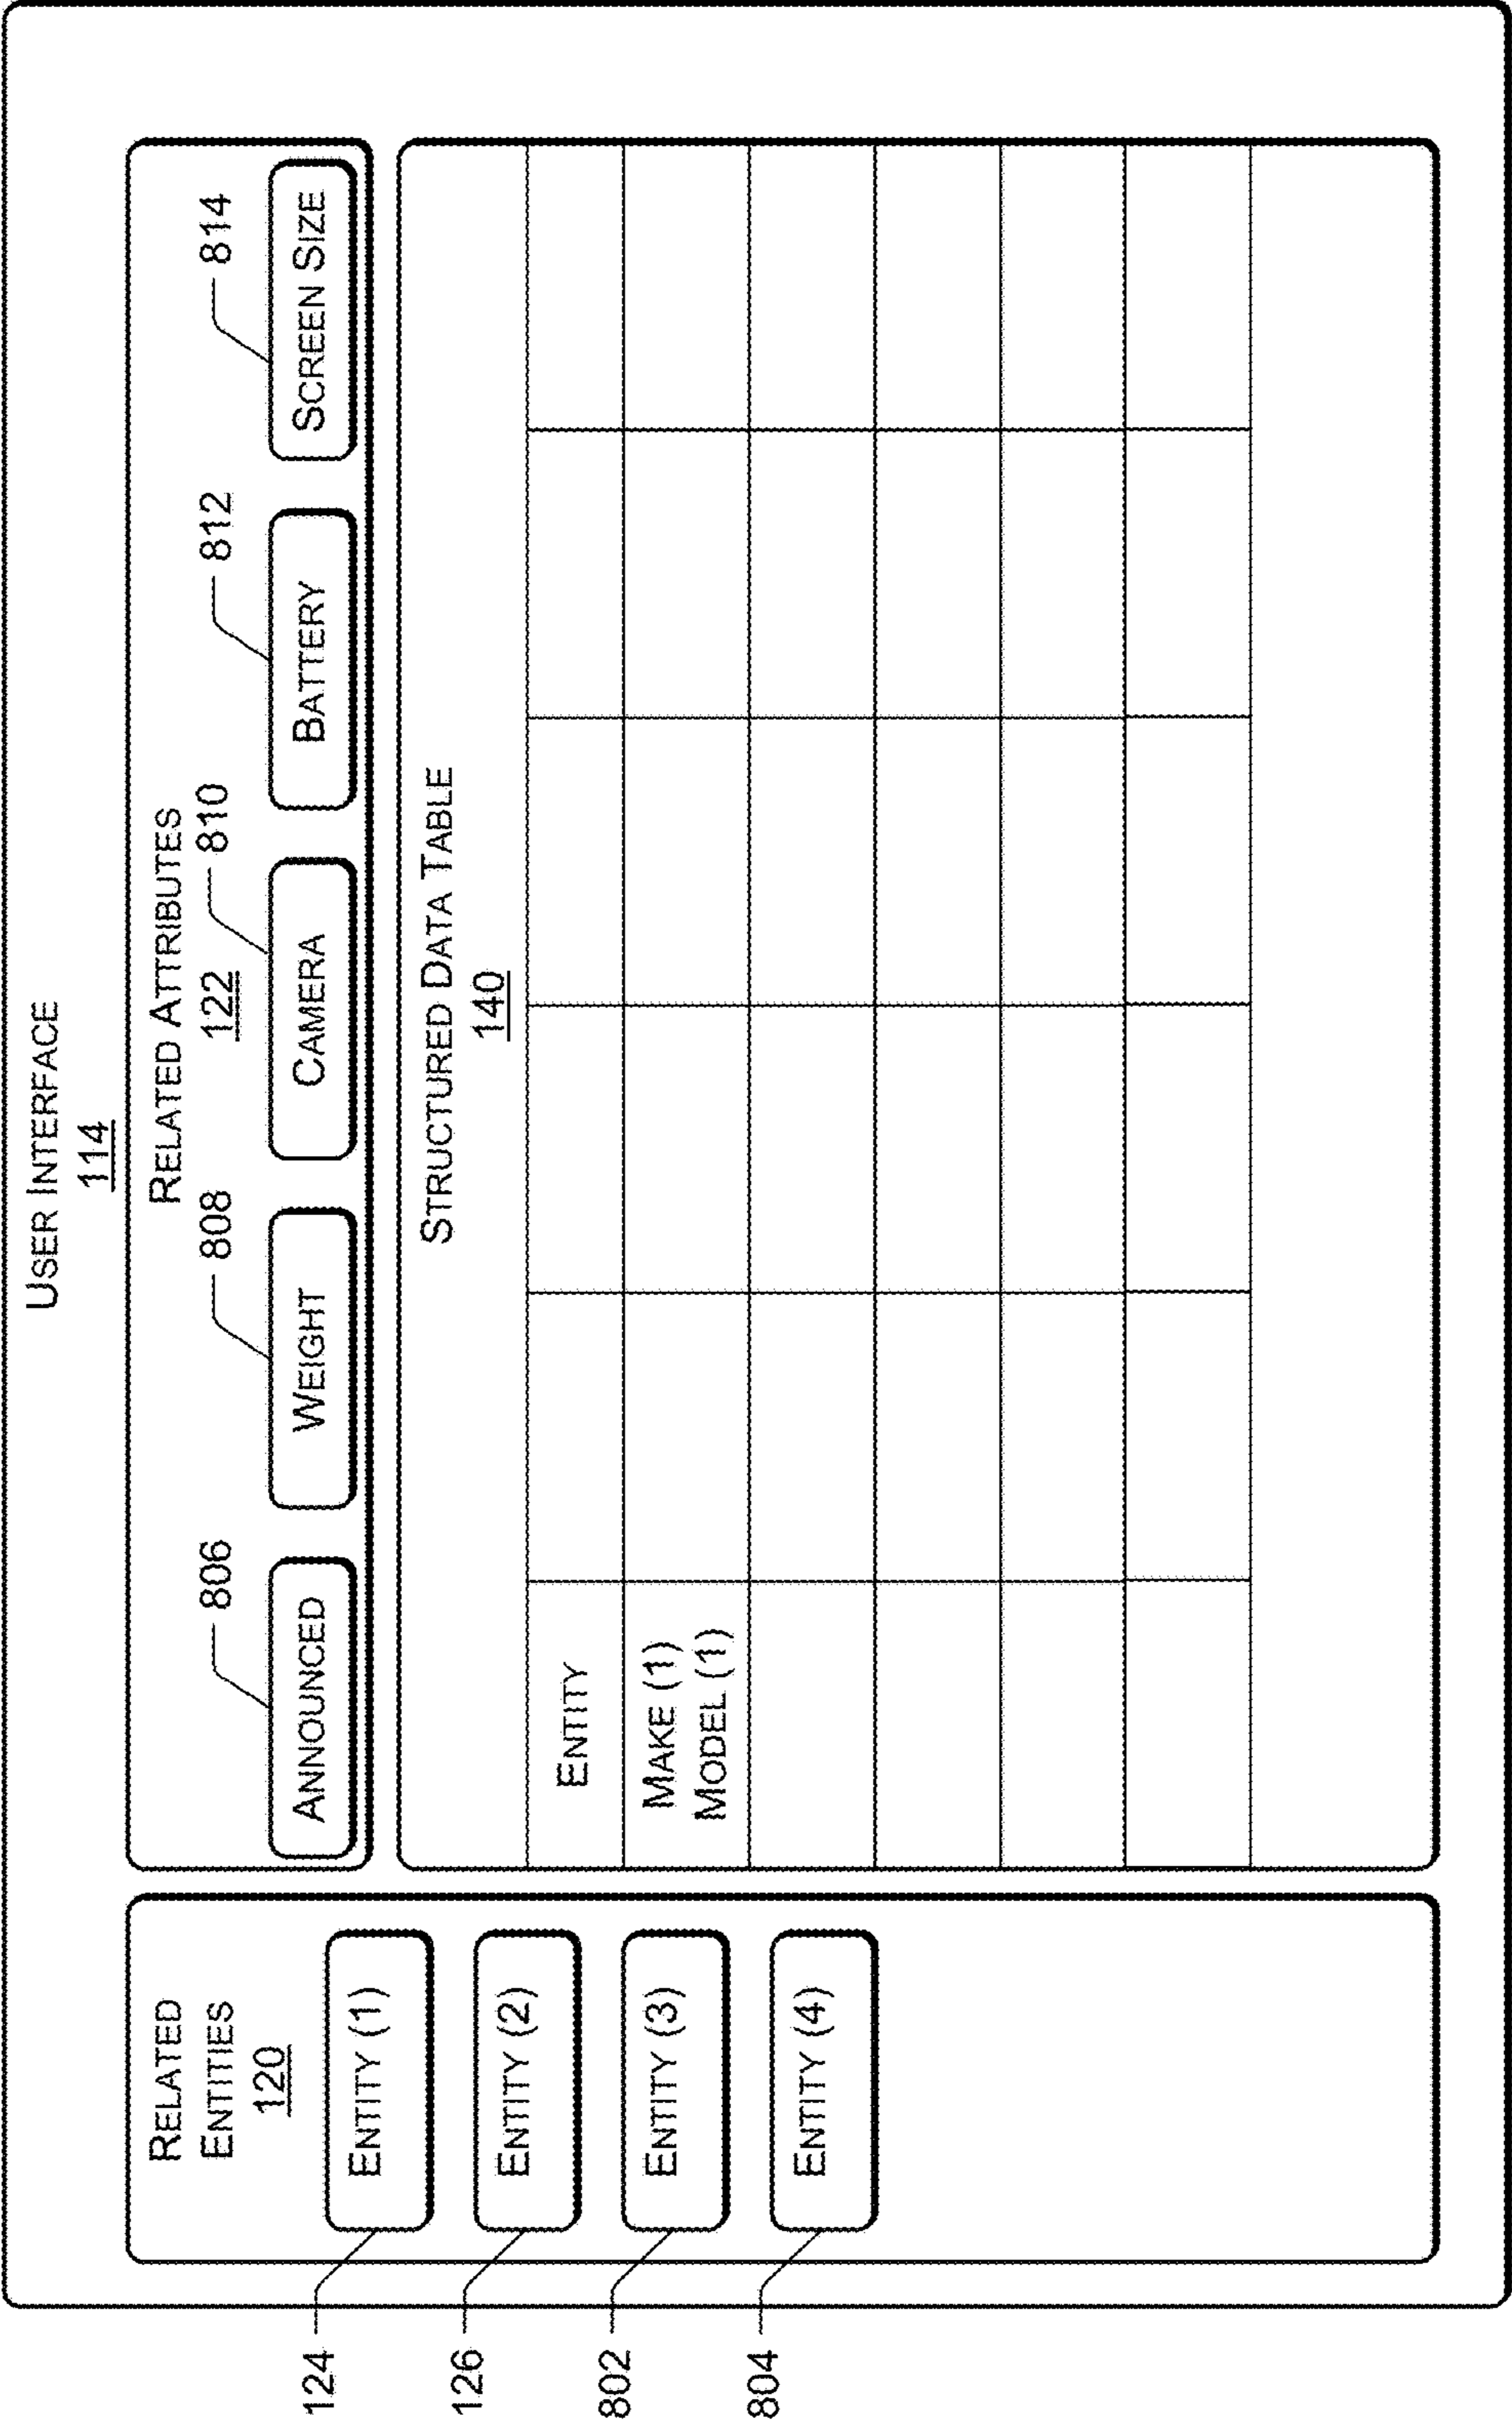 USER INTERFACE
114
RELATED
ENTITIES
120
124
ENTITY (1)
126
ENTITY (2)
802
ENTITY (3)
804
ENTITY (4)
RELATED ATTRIBUTES
122
806
808
810
812
814
ANNOUNCED
WEIGHT
CAMERA
BATTERY
SCREEN SIZE
STRUCTURED DATA TABLE
140
ENTITY
MAKE (1)
MODEL (1)